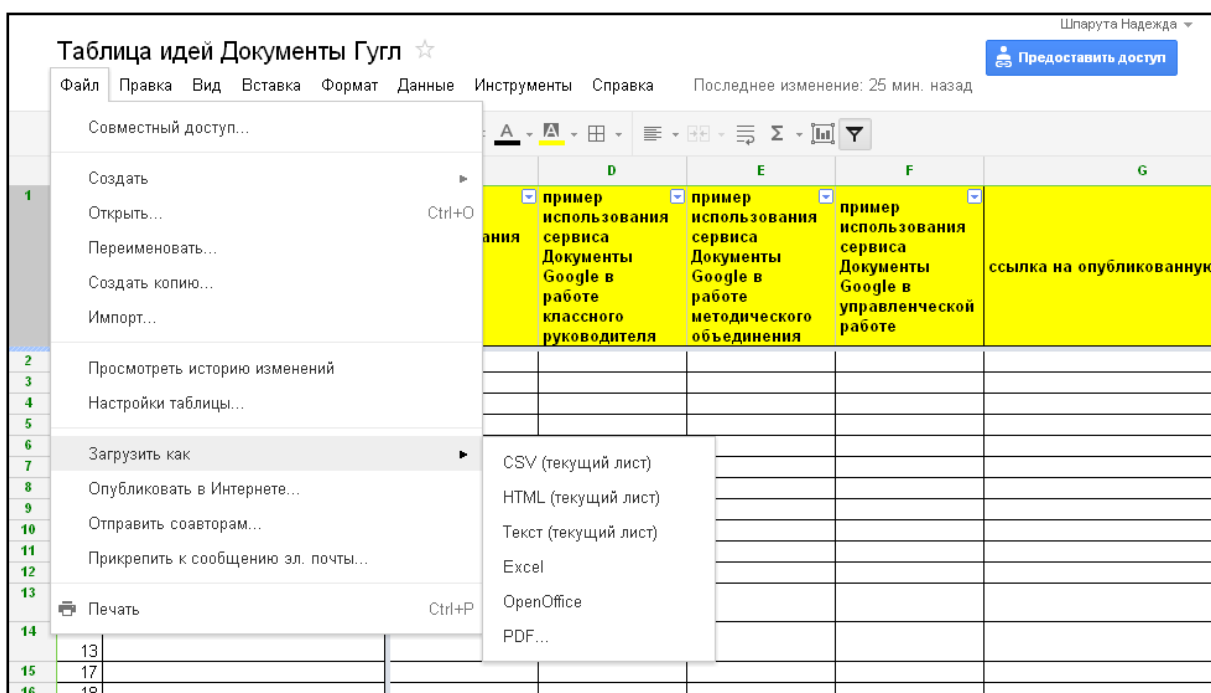 Шпарута Надежда
Таблица идей Документы Гугл
Предоставить доступ
Файл Правка Вид Вставка Формат Данные Инструменты Справка Последнее изменение: 25 мин. назад
Совместный доступ...
Создать
Открыть... Ctrl+O
Переименовать...
Создать копию...
Импорт...
Просмотреть историю изменений
Настройки таблицы...
Загрузить как
Опубликовать в Интернете...
Отправить соавторам...
Прикрепить к сообщению эл. почты...
Печать Ctrl+P
CSV (текущий лист)
HTML (текущий лист)
Текст (текущий лист)
Excel
OpenOffice
PDF...
D E F G
1
ания
пример
использования
сервиса
Документы
Google в
работе
классного
руководителя
пример
использования
сервиса
Документы
Google в
работе
методического
объединения
пример
использования
сервиса
Документы
Google в
управленческой
работе
ссылка на опубликованную
2
3
4
5
6
7
8
9
10
11
12
13
14 13
15 17
16 18